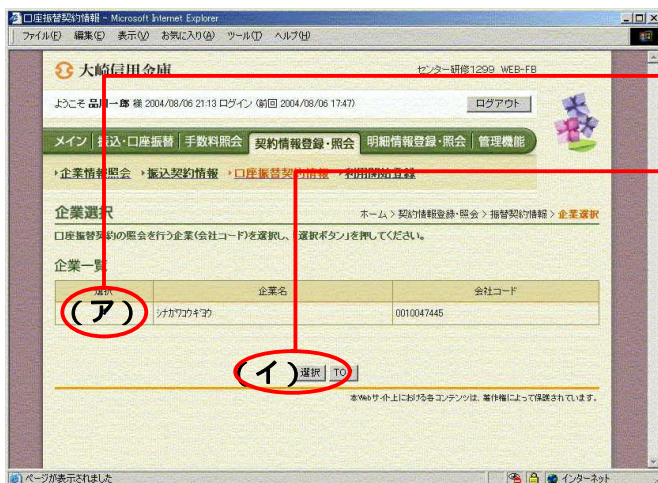 口座振替契約情報 - Microsoft Internet Explorer
ファイル(F) 編集(E) 表示(V) お気に入り(A) ツール(T) ヘルプ(H)
大崎信用金庫
センター研修1299 WEB-FB
ようこそ 品川一郎 様 2004/08/06 21:13 ログイン (前回 2004/08/06 17:47)
ログアウト
メイン 振込・口座振替 手数料照会 契約情報登録・照会 明細情報登録・照会 管理機能
企業情報照会 振込契約情報 口座振替契約情報 利用開始登録
企業選択
ホーム > 契約情報登録・照会 > 振替契約情報 > 企業選択
口座振替契約の照会を行う企業(会社コード)を選択し、「選択ボタン」を押してください。
企業一覧
選択 企業名 会社コード
(ア) シナガワコウギヨウ 0010047445
(イ) 選択 TOP
本Webサイト上における各コンテンツは、著作権によって保護されています。
ページが表示されました
インターネット